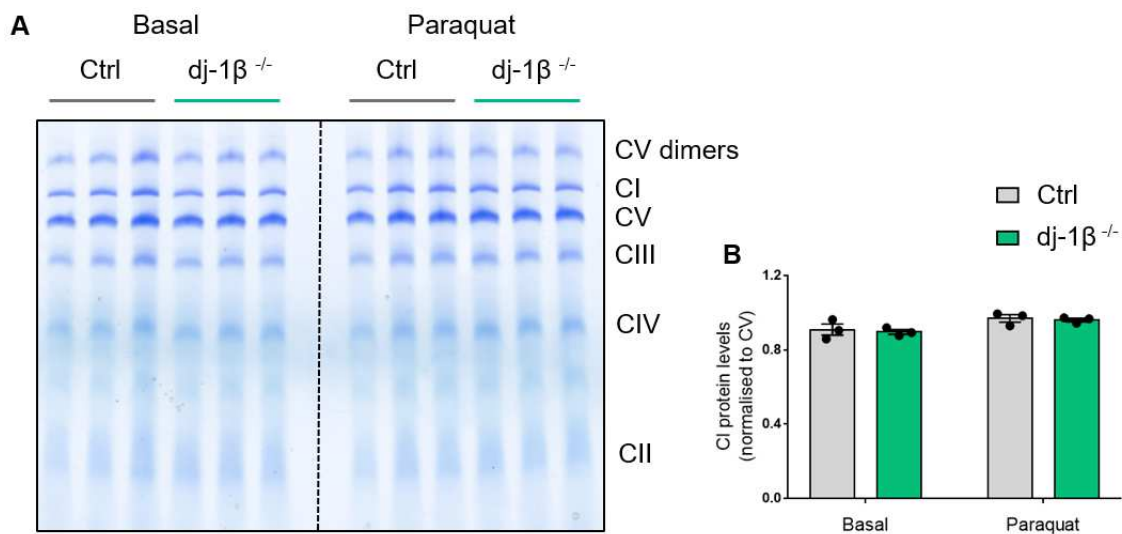 A
Basal
Paraquat
Ctrl
dj-1β -/-
Ctrl
dj-1β -/-
CV dimers
CI
CV
CIII
CIV
CII
B
Ctrl
dj-1β -/-
CI protein levels
(normalised to CV)
1.2
0.8
0.4
0.0
Basal
Paraquat